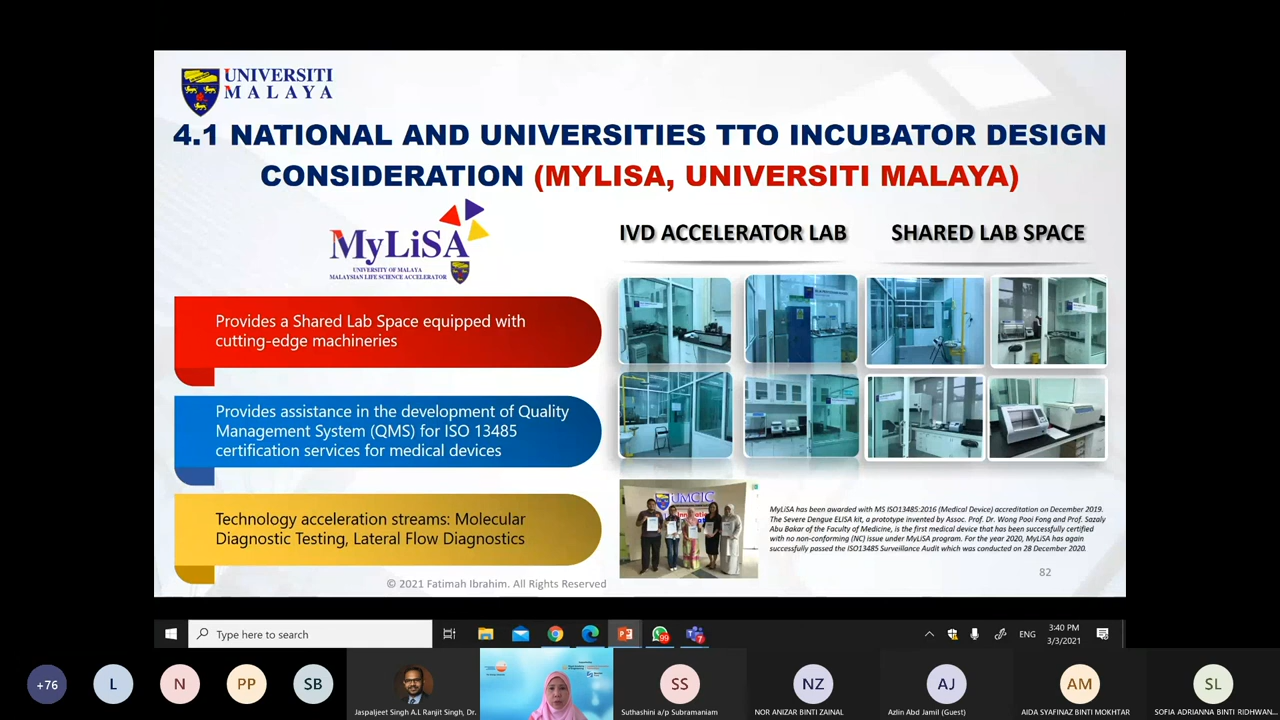 UNIVERSITI
MALAYA
4.1 NATIONAL AND UNIVERSITIES TTO INCUBATOR DESIGN
CONSIDERATION (MYLISA, UNIVERSITI MALAYA)
MyLiSA
UNIVERSITY OF MALAYA
MALAYSIAN LIFE SCIENCE ACCELERATOR
IVD ACCELERATOR LAB
SHARED LAB SPACE
Provides a Shared Lab Space equipped with
cutting-edge machineries
Provides assistance in the development of Quality
Management System (QMS) for ISO 13485
certification services for medical devices
Technology acceleration streams: Molecular
Diagnostic Testing, Lateral Flow Diagnostics
UMCIC
MyLiSA has been awarded with MS ISO13485:2016 (Medical Device) accreditation on December 2019.
The Severe Dengue ELISA kit, a prototype invented by Assoc. Prof. Dr. Wong Pooi Fong and Prof. Sazaly
Abu Bakar of the Faculty of Medicine, is the first medical device that has been successfully certified
with no non-conforming (NC) issue under MyLiSA program. For the year 2020, MyLiSA has again
successfully passed the ISO13485 Surveillance Audit which was conducted on 28 December 2020.
82
© 2021 Fatimah Ibrahim. All Rights Reserved
Type here to search
99
7
ENG
3:40 PM
3/3/2021
+76
L
N
PP
SB
Jaspaljeet Singh A.L Ranjit Singh, Dr.
SS
Suthashini a/p Subramaniam
NZ
NOR ANIZAR BINTI ZAINAL
AJ
Azlin Abd Jamil (Guest)
AM
AIDA SYAFINAZ BINTI MOKHTAR
SL
SOFIA ADRIANNA BINTI RIDHWAN...